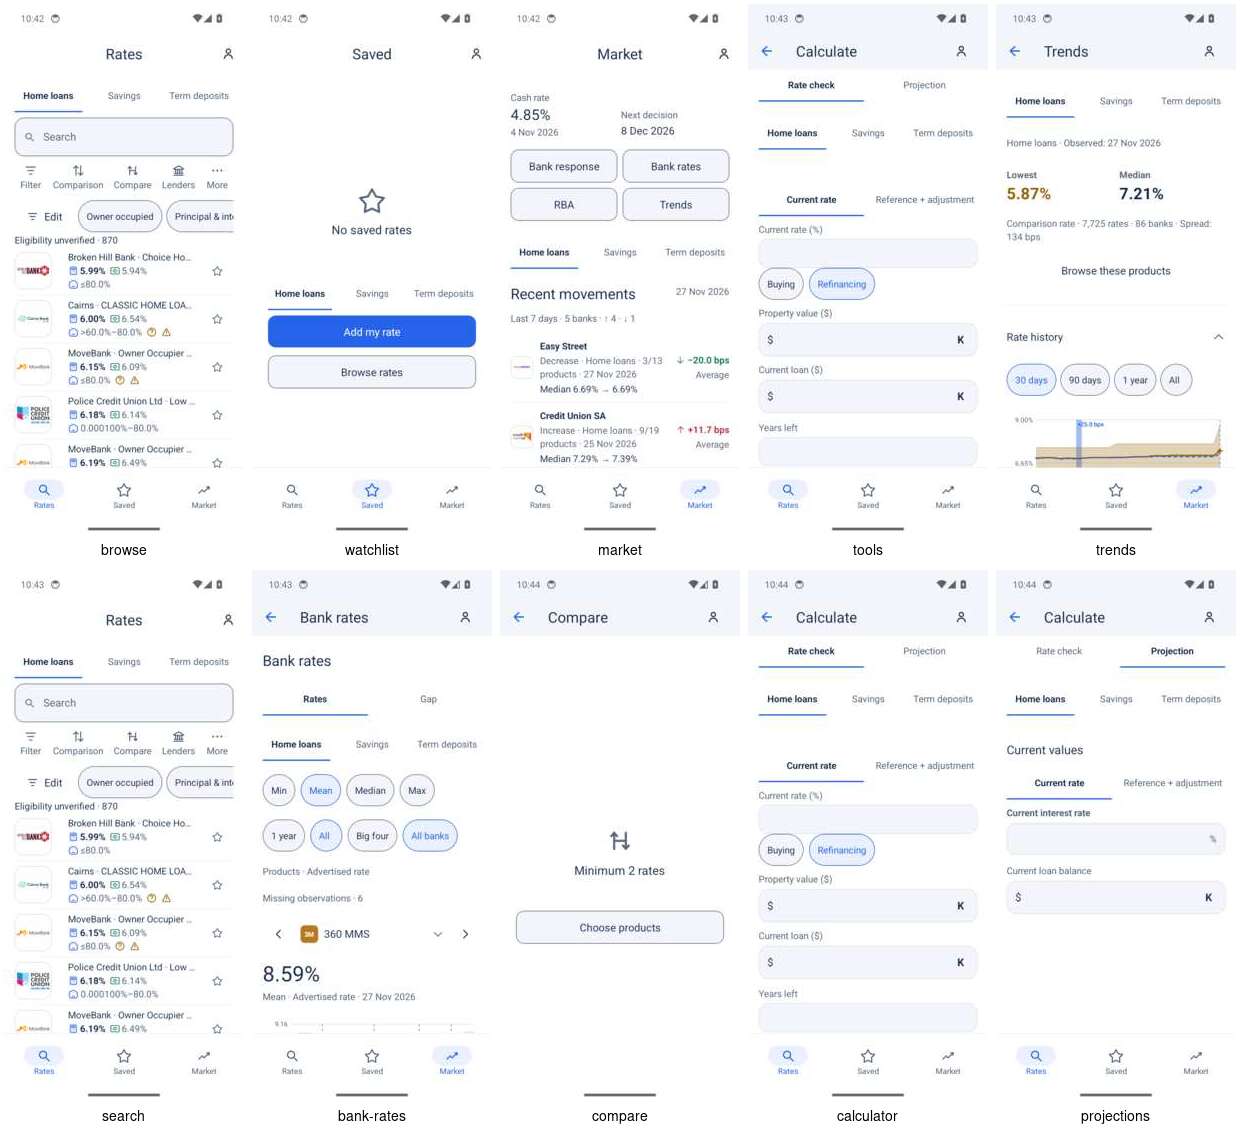 10:42
Rates
Home loans Savings Term deposits
Search
Filter Comparison Compare Lenders More
Edit Owner occupied Principal & inte
Eligibility unverified · 870
Broken Hill Bank · Choice Ho...
5.99% 5.94%
≤80.0%
Cairns · CLASSIC HOME LOA...
6.00% 6.54%
>60.0%–80.0%
MoveBank · Owner Occupier ...
6.15% 6.09%
≤80.0%
Police Credit Union Ltd · Low ...
6.18% 6.14%
0.000100%–80.0%
MoveBank · Owner Occupier ...
6.19% 6.49%
Rates Saved Market
browse
10:42
Saved
No saved rates
Home loans Savings Term deposits
Add my rate
Browse rates
Rates Saved Market
watchlist
10:42
Market
Cash rate
4.85%
4 Nov 2026
Next decision
8 Dec 2026
Bank response Bank rates
RBA Trends
Home loans Savings Term deposits
Recent movements 27 Nov 2026
Last 7 days · 5 banks · ↑ 4 · ↓ 1
Easy Street
Decrease · Home loans · 3/13
products · 27 Nov 2026
Median 6.69% → 6.69%
↓ −20.0 bps
Average
Credit Union SA
Increase · Home loans · 9/19
products · 25 Nov 2026
Median 7.29% → 7.39%
↑ +11.7 bps
Average
Rates Saved Market
market
10:43
Calculate
Rate check Projection
Home loans Savings Term deposits
Current rate Reference + adjustment
Current rate (%)
Buying Refinancing
Property value ($)
$ K
Current loan ($)
$ K
Years left
Rates Saved Market
tools
10:43
Trends
Home loans Savings Term deposits
Home loans · Observed: 27 Nov 2026
Lowest Median
5.87% 7.21%
Comparison rate · 7,725 rates · 86 banks · Spread:
134 bps
Browse these products
Rate history
30 days 90 days 1 year All
9.00%
+25.0 bps
6.65%
Rates Saved Market
trends
10:43
Rates
Home loans Savings Term deposits
Search
Filter Comparison Compare Lenders More
Edit Owner occupied Principal & inte
Eligibility unverified · 870
Broken Hill Bank · Choice Ho...
5.99% 5.94%
≤80.0%
Cairns · CLASSIC HOME LOA...
6.00% 6.54%
>60.0%–80.0%
MoveBank · Owner Occupier ...
6.15% 6.09%
≤80.0%
Police Credit Union Ltd · Low ...
6.18% 6.14%
0.000100%–80.0%
MoveBank · Owner Occupier ...
6.19% 6.49%
Rates Saved Market
search
10:43
Bank rates
Bank rates
Rates Gap
Home loans Savings Term deposits
Min Mean Median Max
1 year All Big four All banks
Products · Advertised rate
Missing observations · 6
3M 360 MMS
8.59%
Mean · Advertised rate · 27 Nov 2026
9.16
Rates Saved Market
bank-rates
10:44
Compare
Minimum 2 rates
Choose products
Rates Saved Market
compare
10:44
Calculate
Rate check Projection
Home loans Savings Term deposits
Current rate Reference + adjustment
Current rate (%)
Buying Refinancing
Property value ($)
$ K
Current loan ($)
$ K
Years left
Rates Saved Market
calculator
10:44
Calculate
Rate check Projection
Home loans Savings Term deposits
Current values
Current rate Reference + adjustment
Current interest rate
%
Current loan balance
$ K
Rates Saved Market
projections